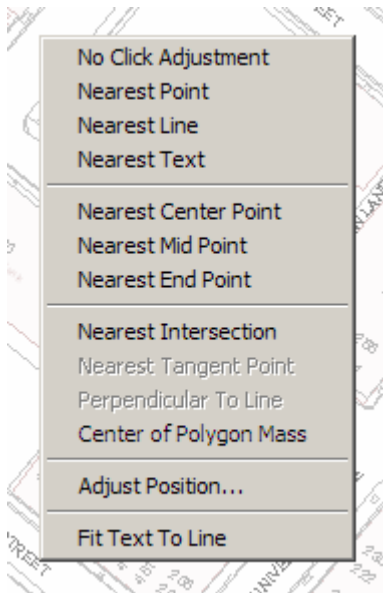 No Click Adjustment
Nearest Point
Nearest Line
Nearest Text
Nearest Center Point
Nearest Mid Point
Nearest End Point
Nearest Intersection
Nearest Tangent Point
Perpendicular To Line
Center of Polygon Mass
Adjust Position...
Fit Text To Line
STREET